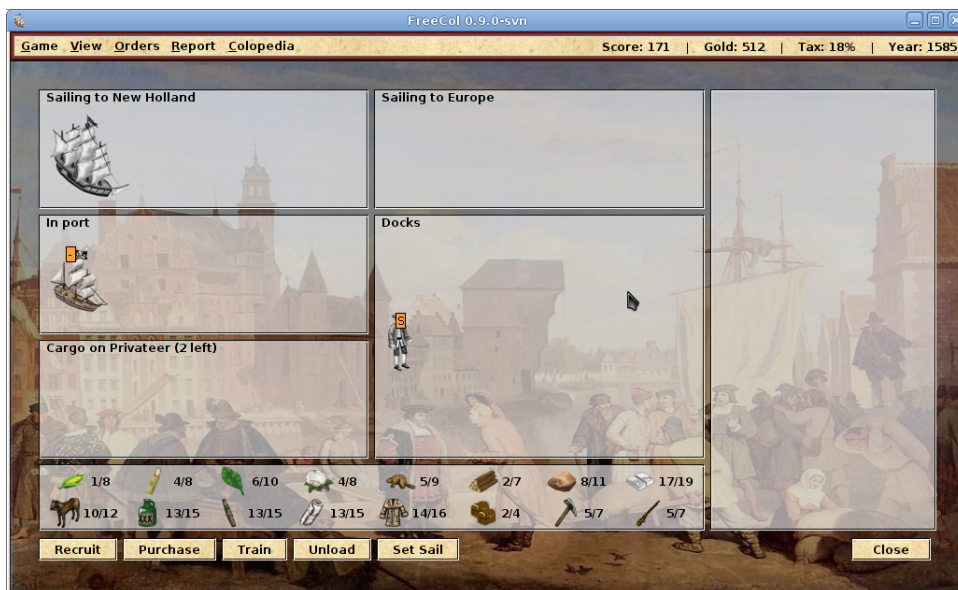 FreeCol 0.9.0-svn
Game View Orders Report Colopedia Score: 171 | Gold: 512 | Tax: 18% | Year: 1585
Sailing to New Holland
Sailing to Europe
In port
-
Docks
S
Cargo on Privateer (2 left)
1/8 4/8 6/10 4/8 5/9 2/7 8/11 17/19
XXX
10/12 13/15 13/15 13/15 14/16 2/4 5/7 5/7
Recruit Purchase Train Unload Set Sail Close